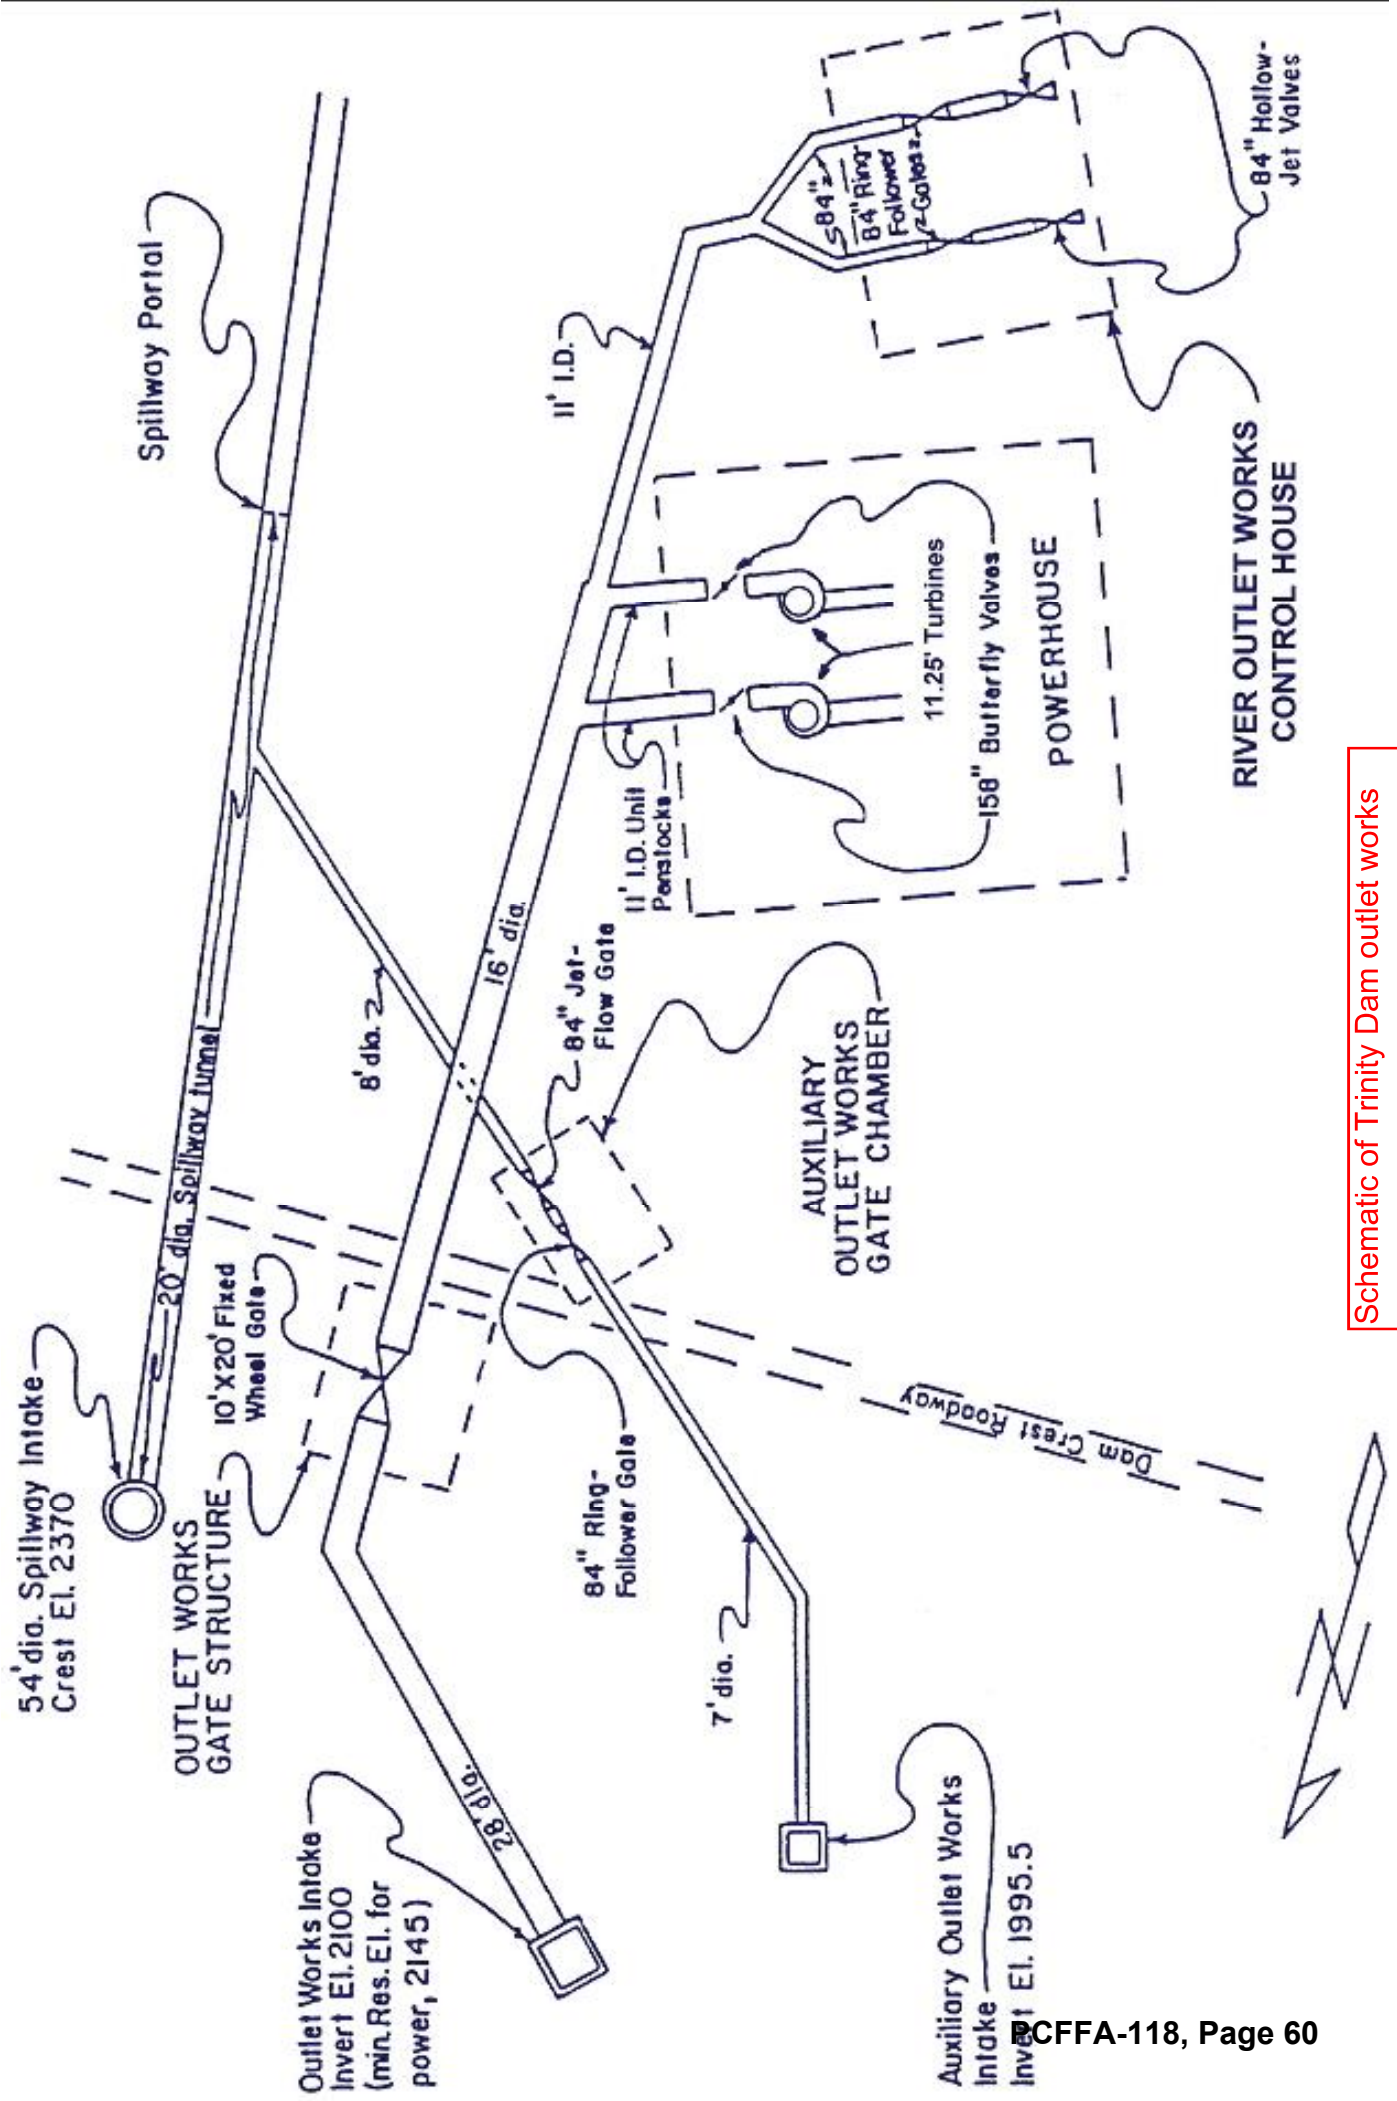 54'dia. Spillway Intake
Crest El. 2370
Spillway Portal
20' dia. Spillway tunnel
OUTLET WORKS
GATE STRUCTURE
10'X20' Fixed
Wheel Gate
Outlet Works Intake
Invert El. 2100
(min. Res. El. for
power, 2145)
28' dia.
8' dia.
16' dia.
11' I.D.
84"
84" Ring
Follower
Gates
84" Hollow-
Jet Valves
11' I.D. Unit
Penstocks
11.25' Turbines
158" Butterfly Valves
POWERHOUSE
RIVER OUTLET WORKS
CONTROL HOUSE
84" Jet-
Flow Gate
AUXILIARY
OUTLET WORKS
GATE CHAMBER
84" Ring-
Follower Gate
7' dia.
Dam Crest Roadway
Auxiliary Outlet Works
Intake
Invert El. 1995.5
Schematic of Trinity Dam outlet works
PCFFA-118, Page 60